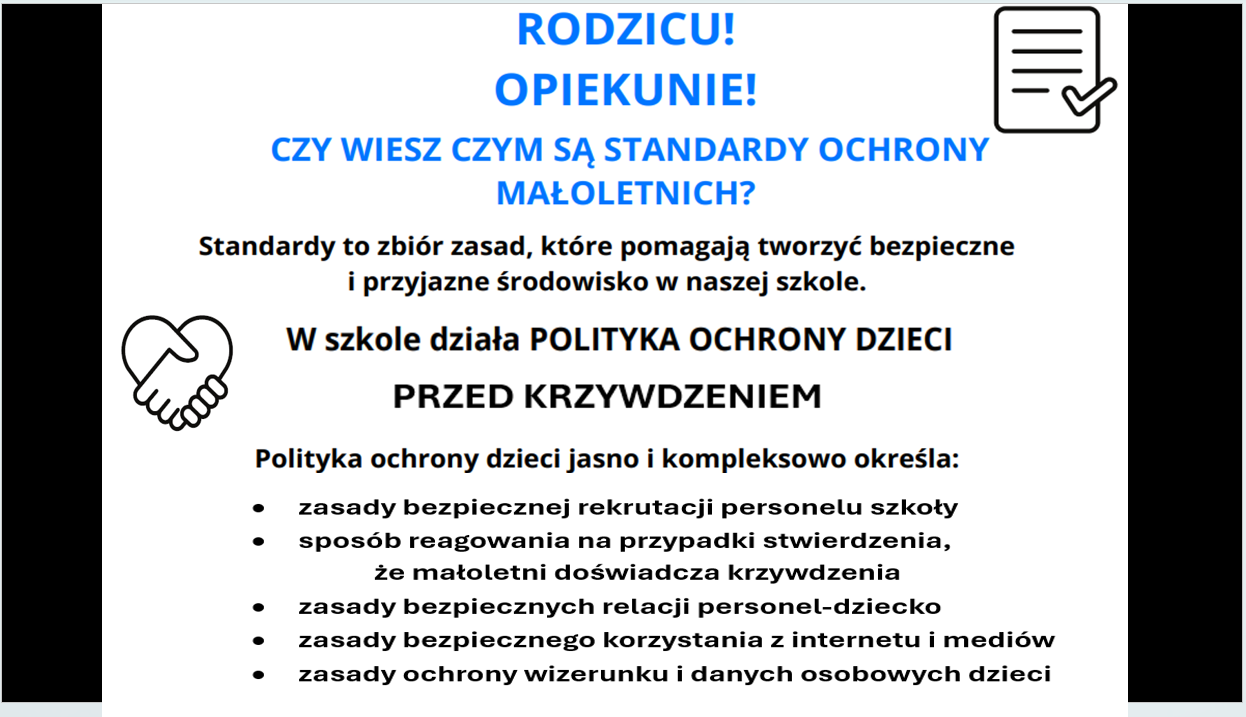 RODZICU!
OPIEKUNIE!
CZY WIESZ CZYM SĄ STANDARDY OCHRONY
MAŁOLETNICH?
Standardy to zbiór zasad, które pomagają tworzyć bezpieczne
i przyjazne środowisko w naszej szkole.
W szkole działa POLITYKA OCHRONY DZIECI
PRZED KRZYWDZENIEM
Polityka ochrony dzieci jasno i kompleksowo określa:
• zasady bezpiecznej rekrutacji personelu szkoły
• sposób reagowania na przypadki stwierdzenia,
że małoletni doświadcza krzywdzenia
• zasady bezpiecznych relacji personel-dziecko
• zasady bezpiecznego korzystania z internetu i mediów
• zasady ochrony wizerunku i danych osobowych dzieci